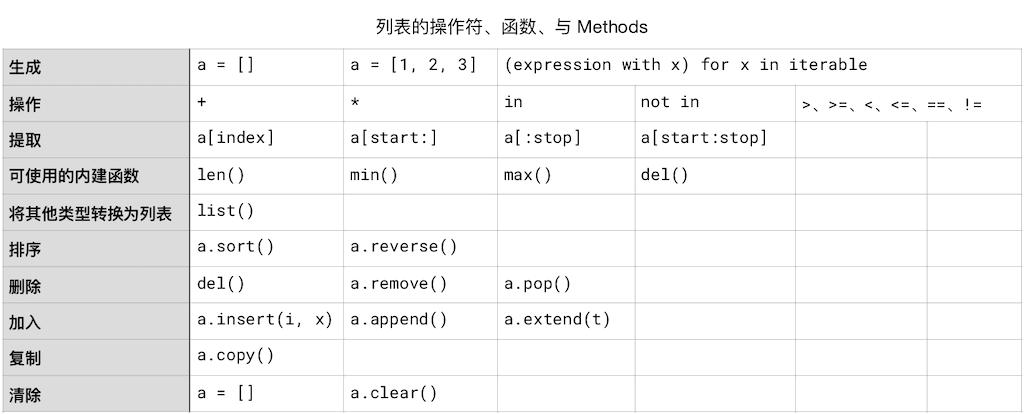 列表的操作符、函数、与 Methods
生成 a = [] a = [1, 2, 3] (expression with x) for x in iterable
操作 + * in not in >、>=、<、<=、==、!=
提取 a[index] a[start:] a[:stop] a[start:stop]
可使用的内建函数 len() min() max() del()
将其他类型转换为列表 list()
排序 a.sort() a.reverse()
删除 del() a.remove() a.pop()
加入 a.insert(i, x) a.append() a.extend(t)
复制 a.copy()
清除 a = [] a.clear()